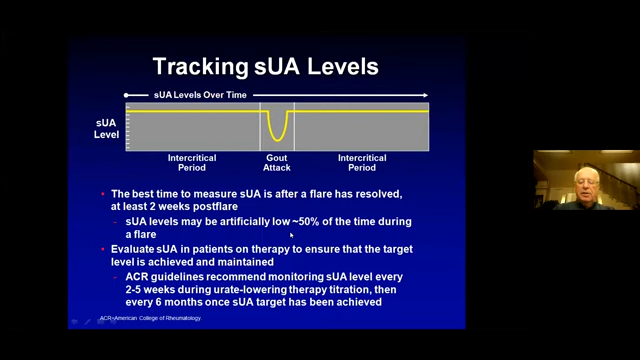 Tracking sUA Levels
sUA Levels Over Time
sUA
Level
Intercritical
Period
Gout
Attack
Intercritical
Period
The best time to measure sUA is after a flare has resolved,
at least 2 weeks postflare
- sUA levels may be artificially low ~50% of the time during
a flare
Evaluate sUA in patients on therapy to ensure that the target
level is achieved and maintained
- ACR guidelines recommend monitoring sUA level every
2-5 weeks during urate-lowering therapy titration, then
every 6 months once sUA target has been achieved
ACR=American College of Rheumatology